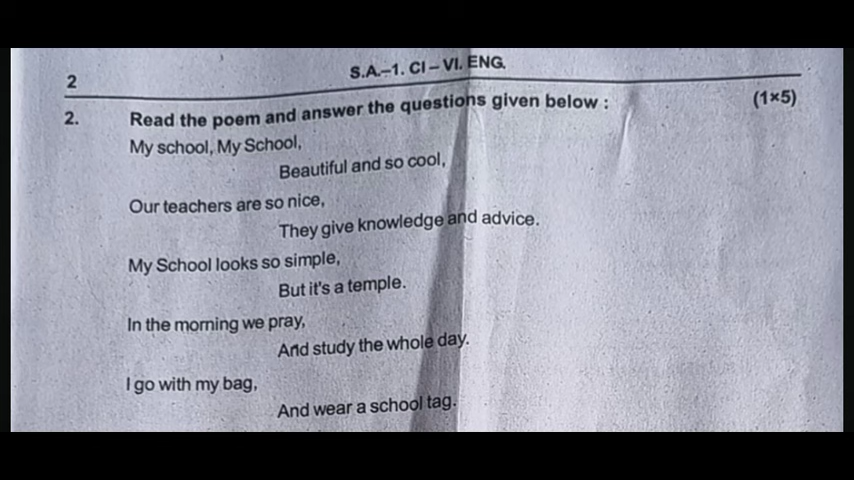 S.A.–1. CI – VI. ENG.
2
2. Read the poem and answer the questions given below : (1×5)
My school, My School,
Beautiful and so cool,
Our teachers are so nice,
They give knowledge and advice.
My School looks so simple,
But it's a temple.
In the morning we pray,
And study the whole day.
I go with my bag,
And wear a school tag.